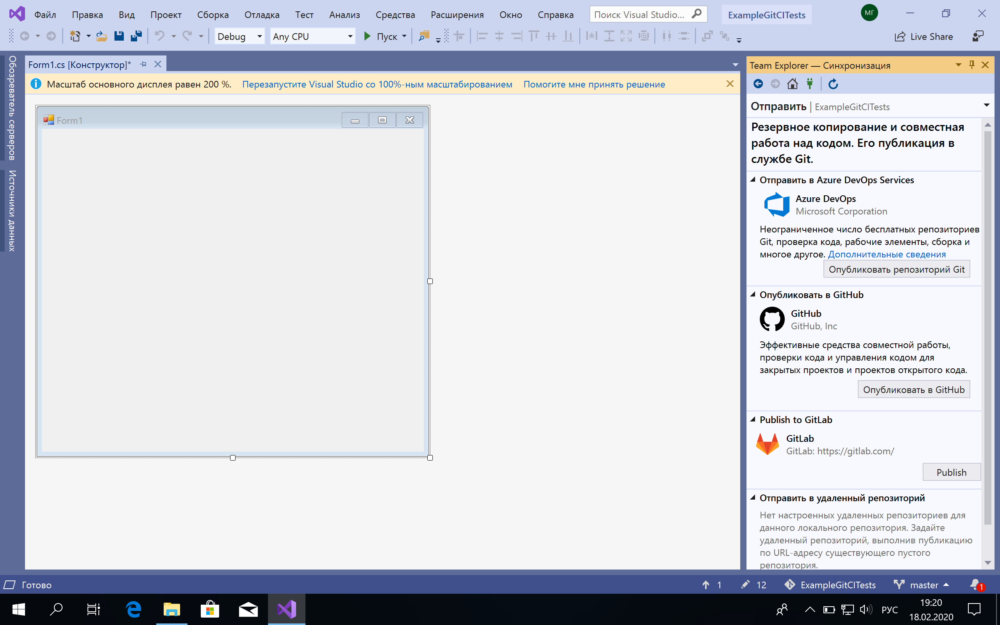 Файл Правка Вид Проект Сборка Отладка Тест Анализ Средства Расширения Окно Справка Поиск Visual Studio... ExampleGitCITests МГ
Debug Any CPU Пуск Live Share
Обозреватель серверов
Источники данных
Form1.cs [Конструктор]*
Масштаб основного дисплея равен 200 %. Перезапустите Visual Studio со 100%-ным масштабированием Помогите мне принять решение
Form1
Team Explorer — Синхронизация
Отправить | ExampleGitCITests
Резервное копирование и совместная
работа над кодом. Его публикация в
службе Git.
Отправить в Azure DevOps Services
Azure DevOps
Microsoft Corporation
Неограниченное число бесплатных репозиториев
Git, проверка кода, рабочие элементы, сборка и
многое другое. Дополнительные сведения
Опубликовать репозиторий Git
Опубликовать в GitHub
GitHub
GitHub, Inc
Эффективные средства совместной работы,
проверки кода и управления кодом для
закрытых проектов и проектов открытого кода.
Опубликовать в GitHub
Publish to GitLab
GitLab
GitLab: https://gitlab.com/
Publish
Отправить в удаленный репозиторий
Нет настроенных удаленных репозиториев для
данного локального репозитория. Задайте
удаленный репозиторий, выполнив публикацию
по URL-адресу существующего пустого
репозитория.
Готово 1 12 ExampleGitCITests master 1
РУС 19:20
18.02.2020